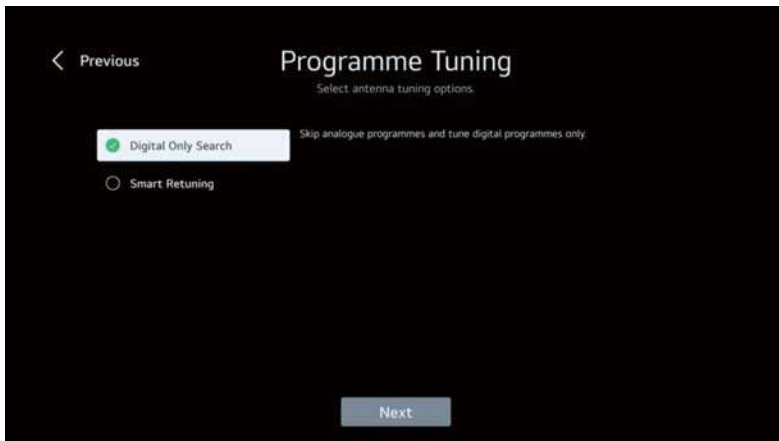 Previous
Programme Tuning
Select antenna tuning options.
Digital Only Search
Skip analogue programmes and tune digital programmes only.
Smart Retuning
Next